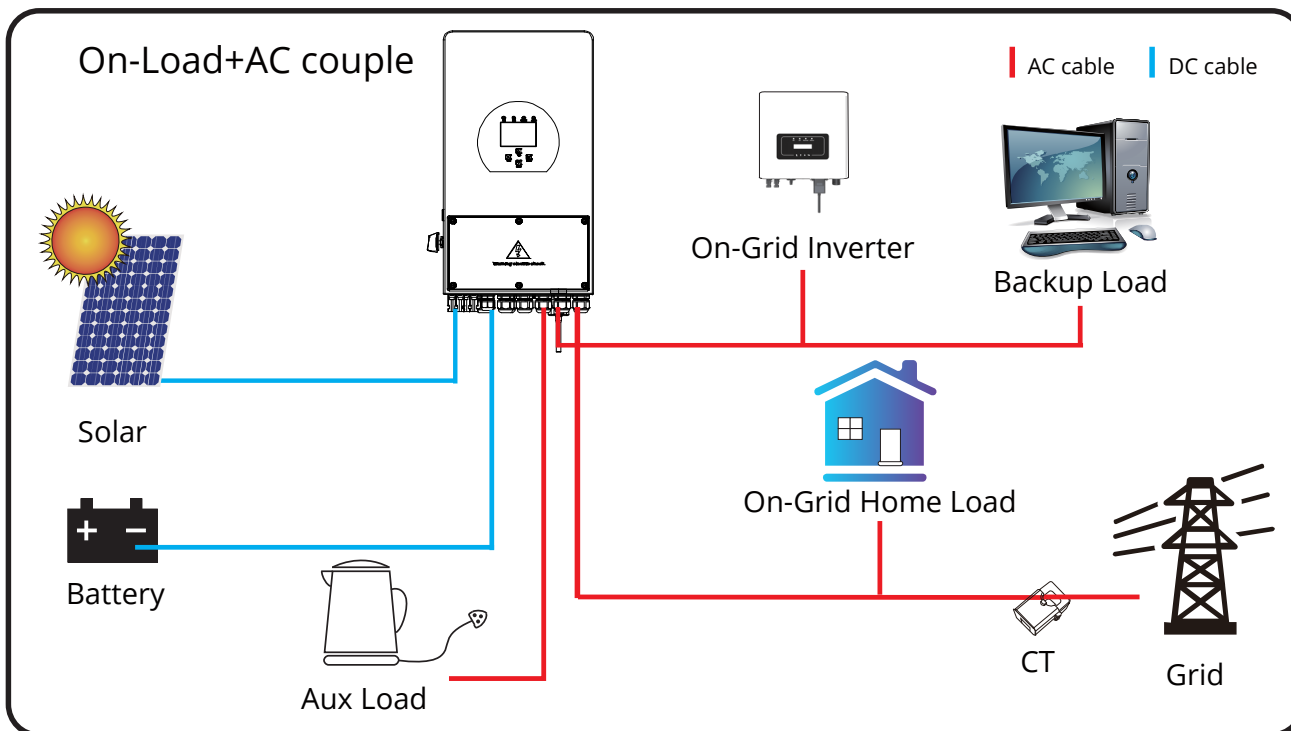 On-Load+AC couple
AC cable
DC cable
On-Grid Inverter
Backup Load
Solar
On-Grid Home Load
Battery
Aux Load
CT
Grid